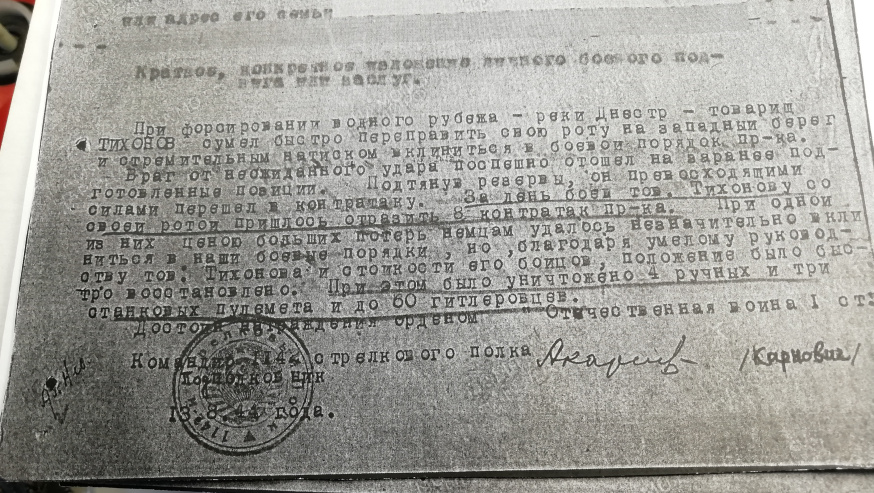 или адрес его семьи
Краткое, конкретное изложение личного боевого под-
вига или заслуг.
При форсировании водного рубежа - реки Днестр - товарищ
ТИХОНОВ сумел быстро переправить свою роту на западный берег
и стремительным натиском вклиниться в боевой порядок пр-ка.
Враг от неожиданного удара поспешно отошел на заранее под-
готовленные позиции. Подтянув резервы, он превосходящими
силами перешел в контратаку. За день боев тов. Тихонову со
своей ротой пришлось отразить 8 контратак пр-ка. При одной
из них ценою больших потерь немцам удалось незначительно вкли
ниться в наши боевые порядки , но ,благодаря умелому руковод-
ству тов. Тихонова и стойкости его бойцов, положение было быс-
тро восстановлено. При этом было уничтожено 4 ручных и три
станковых пулемета и до 60 гитлеровцев.
Достоин награждения орденом "Отечественная война I ст.
Командир 114 стрелкового полка /Карпович/
Подполковник
13.8.44 года.